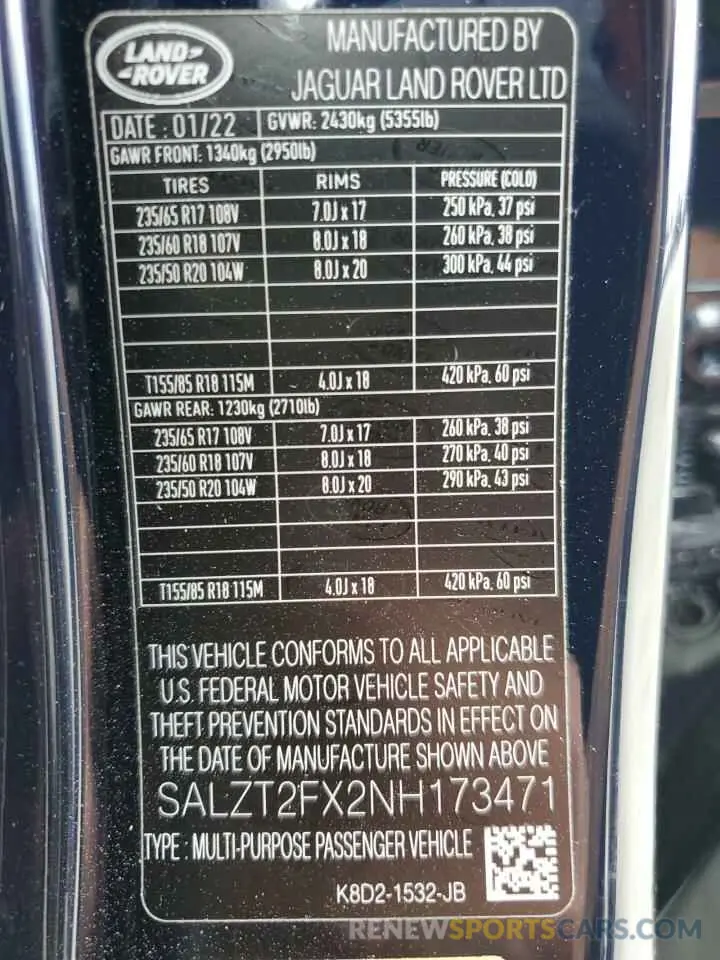 LAND-
-ROVER
MANUFACTURED BY
JAGUAR LAND ROVER LTD
DATE : 01/22 GVWR: 2430kg (5355lb)
GAWR FRONT: 1340kg (2950lb)
TIRES RIMS PRESSURE (COLD)
235/65 R17 108V 7.0J x 17 250 kPa, 37 psi
235/60 R18 107V 8.0J x 18 260 kPa, 38 psi
235/50 R20 104W 8.0J x 20 300 kPa, 44 psi
T155/85 R18 115M 4.0J x 18 420 kPa, 60 psi
GAWR REAR: 1230kg (2710lb)
235/65 R17 108V 7.0J x 17 260 kPa, 38 psi
235/60 R18 107V 8.0J x 18 270 kPa, 40 psi
235/50 R20 104W 8.0J x 20 290 kPa, 43 psi
T155/85 R18 115M 4.0J x 18 420 kPa, 60 psi
THIS VEHICLE CONFORMS TO ALL APPLICABLE
U.S. FEDERAL MOTOR VEHICLE SAFETY AND
THEFT PREVENTION STANDARDS IN EFFECT ON
THE DATE OF MANUFACTURE SHOWN ABOVE
SALZT2FX2NH173471
TYPE : MULTI-PURPOSE PASSENGER VEHICLE
K8D2-1532-JB
RENEWSPORTSCARS.COM